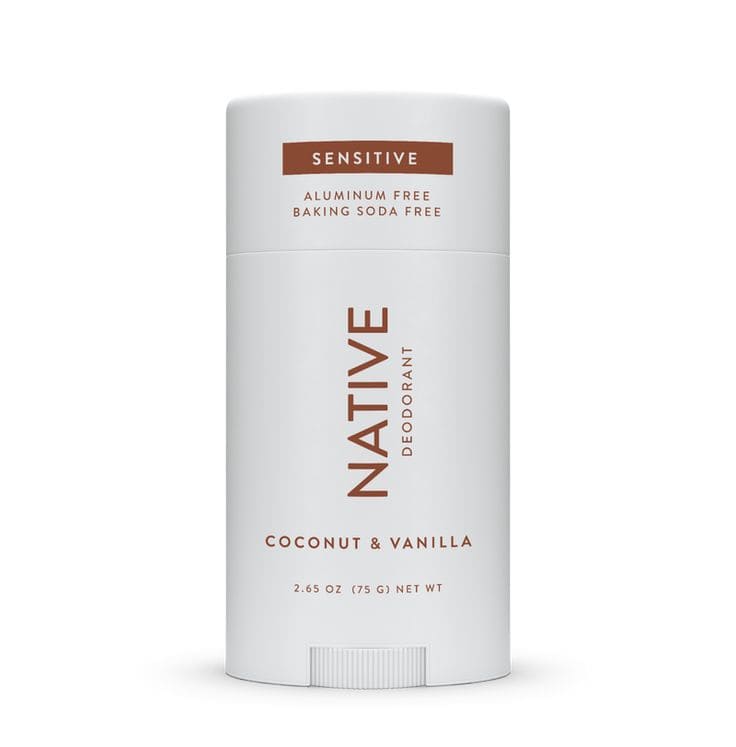 SENSITIVE
ALUMINUM FREE
BAKING SODA FREE
NATIVE
DEODORANT
COCONUT & VANILLA
2.65 OZ (75 G) NET WT